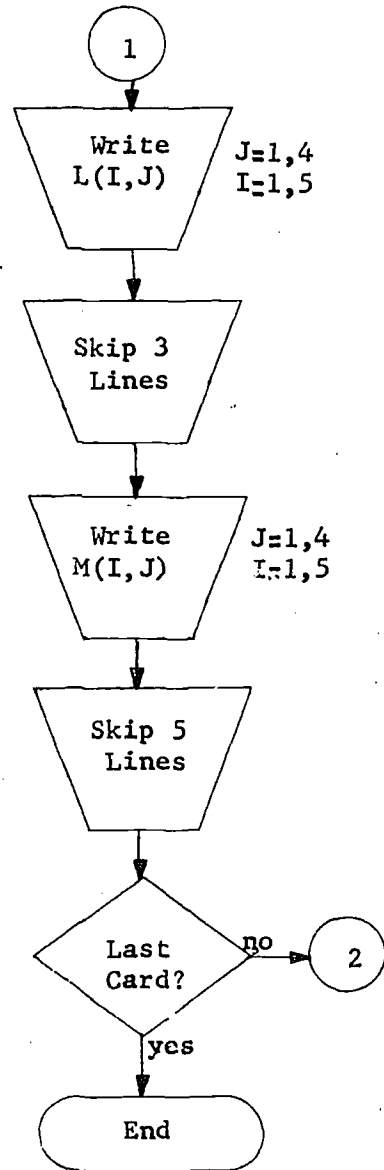 1
Write
L(I,J)
J=1,4
I=1,5
Skip 3
Lines
Write
M(I,J)
J=1,4
I=1,5
Skip 5
Lines
Last
Card?
no
2
yes
End